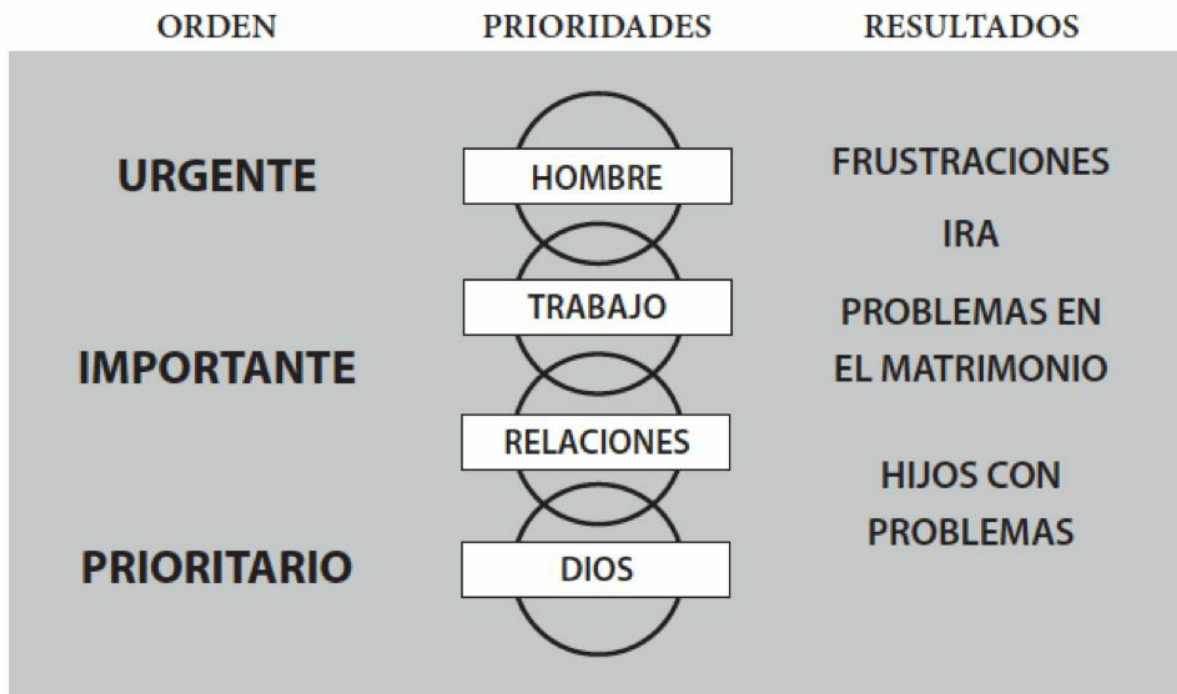 ORDEN PRIORIDADES RESULTADOS
URGENTE
HOMBRE
FRUSTRACIONES
IRA
TRABAJO
PROBLEMAS EN
EL MATRIMONIO
IMPORTANTE
RELACIONES
HIJOS CON
PROBLEMAS
PRIORITARIO
DIOS